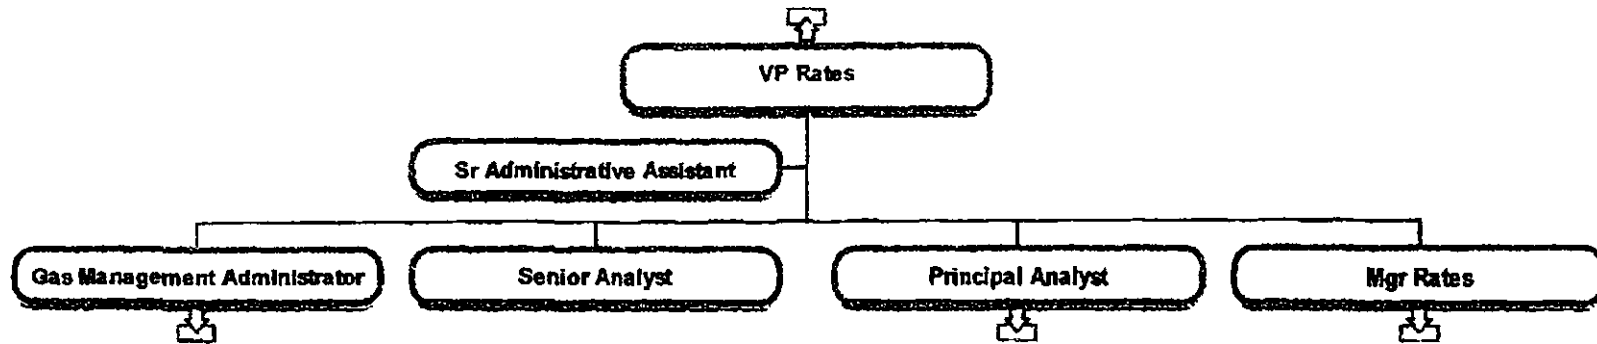 VP Rates
Sr Administrative Assistant
Gas Management Administrator
Senior Analyst
Principal Analyst
Mgr Rates